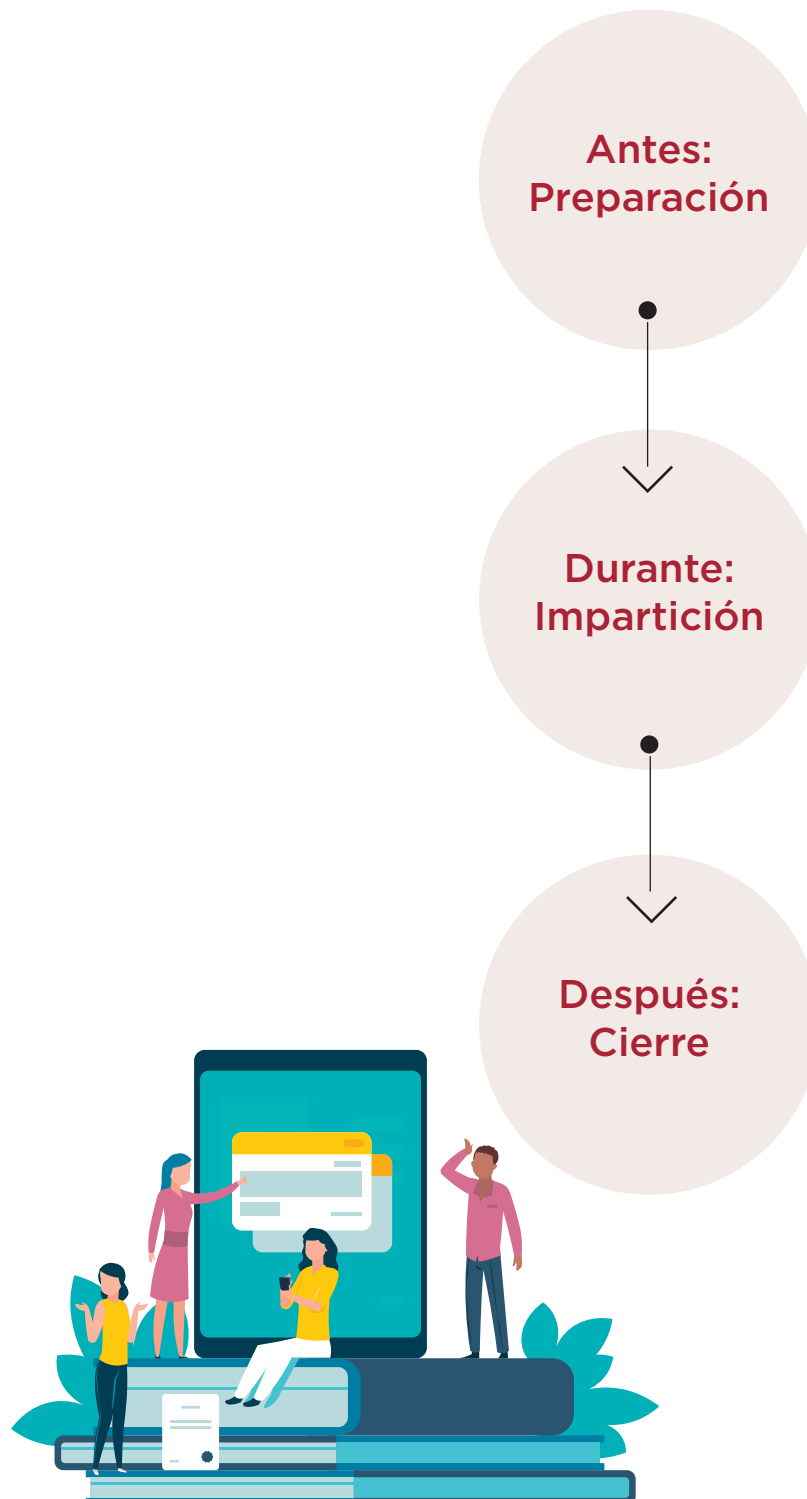 Antes:
Preparación
Durante:
Impartición
Después:
Cierre